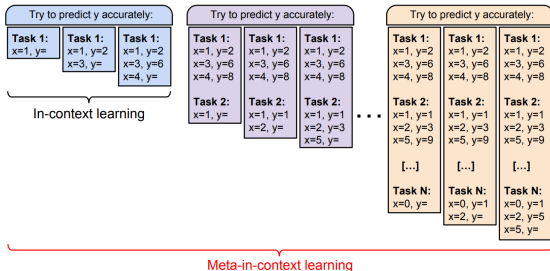 Try to predict y accurately:
Task 1:
x=1, y=
Task 1:
x=1, y=2
x=3, y=
Task 1:
x=1, y=2
x=3, y=6
x=4, y=
In-context learning
Try to predict y accurately:
Task 1:
x=1, y=2
x=3, y=6
x=4, y=8
Task 2:
x=1, y=
Task 1:
x=1, y=2
x=3, y=6
x=4, y=8
Task 2:
x=1, y=1
x=2, y=
Task 1:
x=1, y=2
x=3, y=6
x=4, y=8
Task 2:
x=1, y=1
x=2, y=3
x=5, y=
...
Try to predict y accurately:
Task 1:
x=1, y=2
x=3, y=6
x=4, y=8
Task 2:
x=1, y=1
x=2, y=3
x=5, y=9
[...]
Task N:
x=0, y=
Task 1:
x=1, y=2
x=3, y=6
x=4, y=8
Task 2:
x=1, y=1
x=2, y=3
x=5, y=9
[...]
Task N:
x=0, y=1
x=2, y=
Task 1:
x=1, y=2
x=3, y=6
x=4, y=8
Task 2:
x=1, y=1
x=2, y=3
x=5, y=9
[...]
Task N:
x=0, y=1
x=2, y=5
x=5, y=
Meta-in-context learning